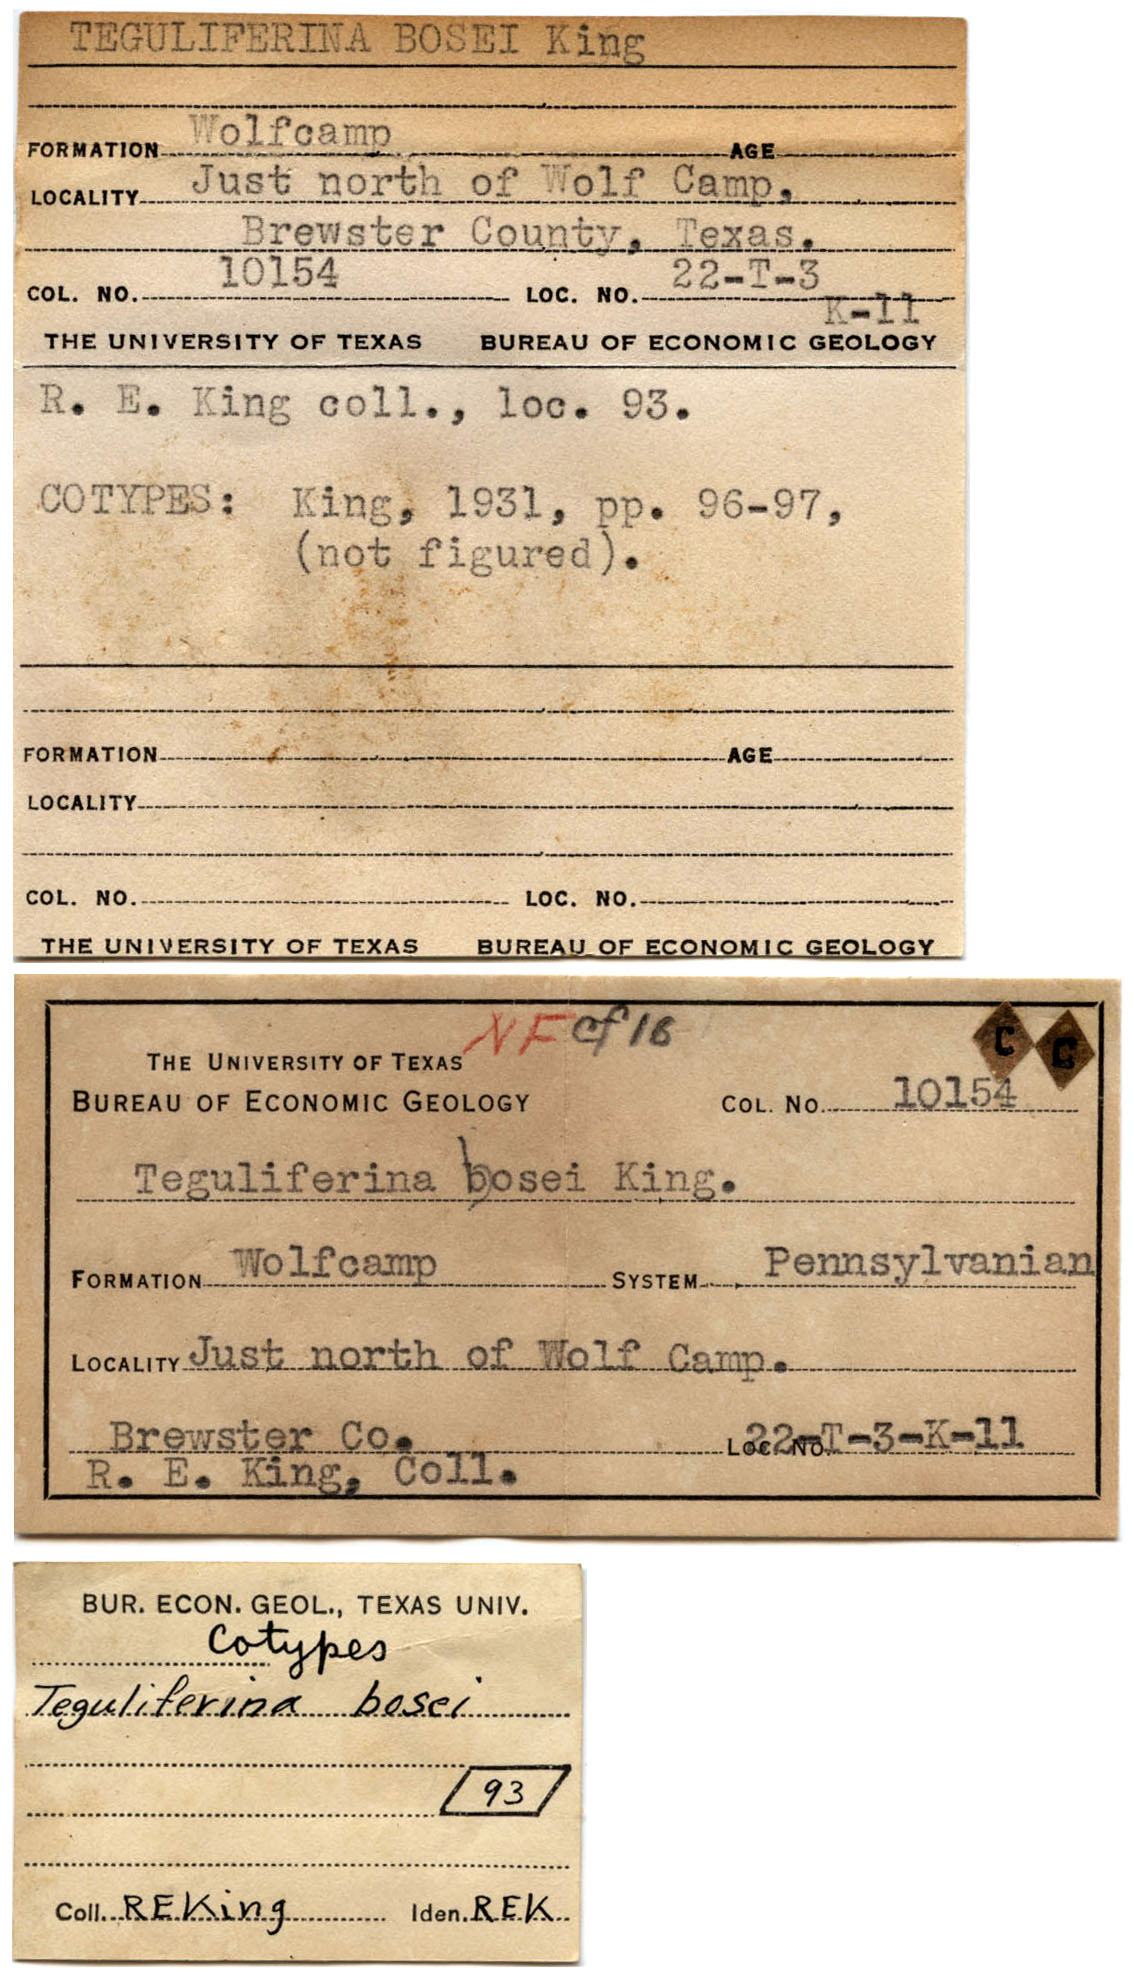 TEGULIFERINA BOSEI King
FORMATION Wolfcamp AGE
LOCALITY Just north of Wolf Camp,
Brewster County, Texas.
COL. NO. 10154 LOC. NO. 22-T-3
K-11
THE UNIVERSITY OF TEXAS BUREAU OF ECONOMIC GEOLOGY
R. E. King coll., loc. 93.
COTYPES: King, 1931, pp. 96-97,
(not figured).
FORMATION AGE
LOCALITY
COL. NO. LOC. NO.
THE UNIVERSITY OF TEXAS BUREAU OF ECONOMIC GEOLOGY
NF cf 16
C C
THE UNIVERSITY OF TEXAS
BUREAU OF ECONOMIC GEOLOGY COL. NO. 10154
Teguliferina bosei King.
FORMATION Wolfcamp SYSTEM Pennsylvanian
LOCALITY Just north of Wolf Camp.
Brewster Co. LOC. NO. 22-T-3-K-11
R. E. King, Coll.
BUR. ECON. GEOL., TEXAS UNIV.
Cotypes
Teguliferina bosei
93
Coll. REKing Iden. REK